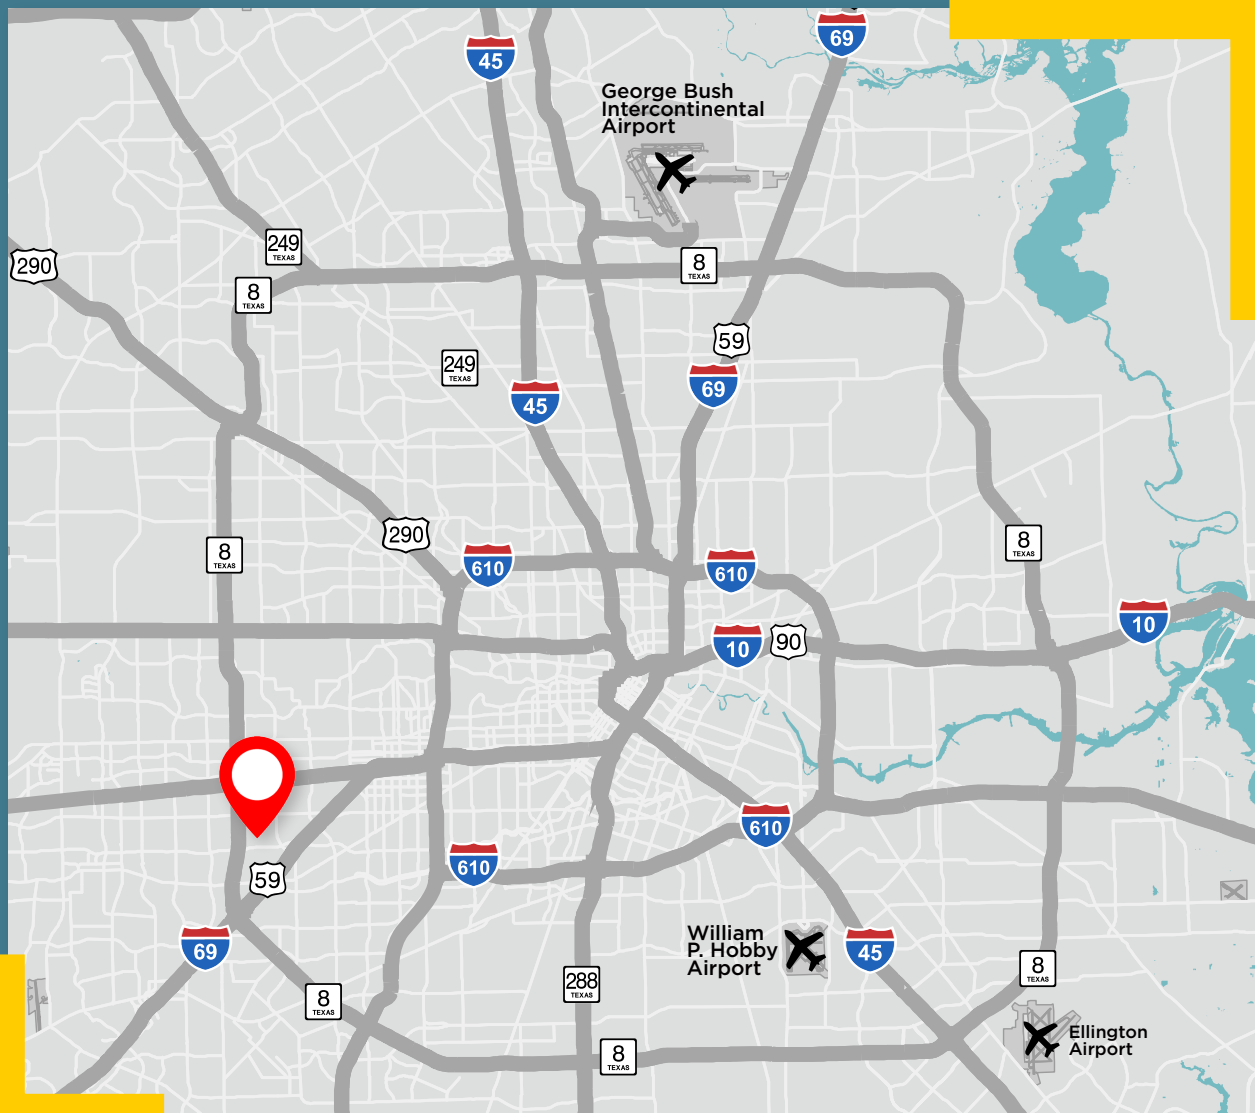 69
45
George Bush
Intercontinental
Airport
249
TEXAS
290
8
TEXAS
8
TEXAS
59
249
TEXAS
69
45
290
8
TEXAS
8
TEXAS
610
610
10
10
90
610
610
59
69
William
P. Hobby
Airport
45
8
TEXAS
288
TEXAS
8
TEXAS
8
TEXAS
Ellington
Airport